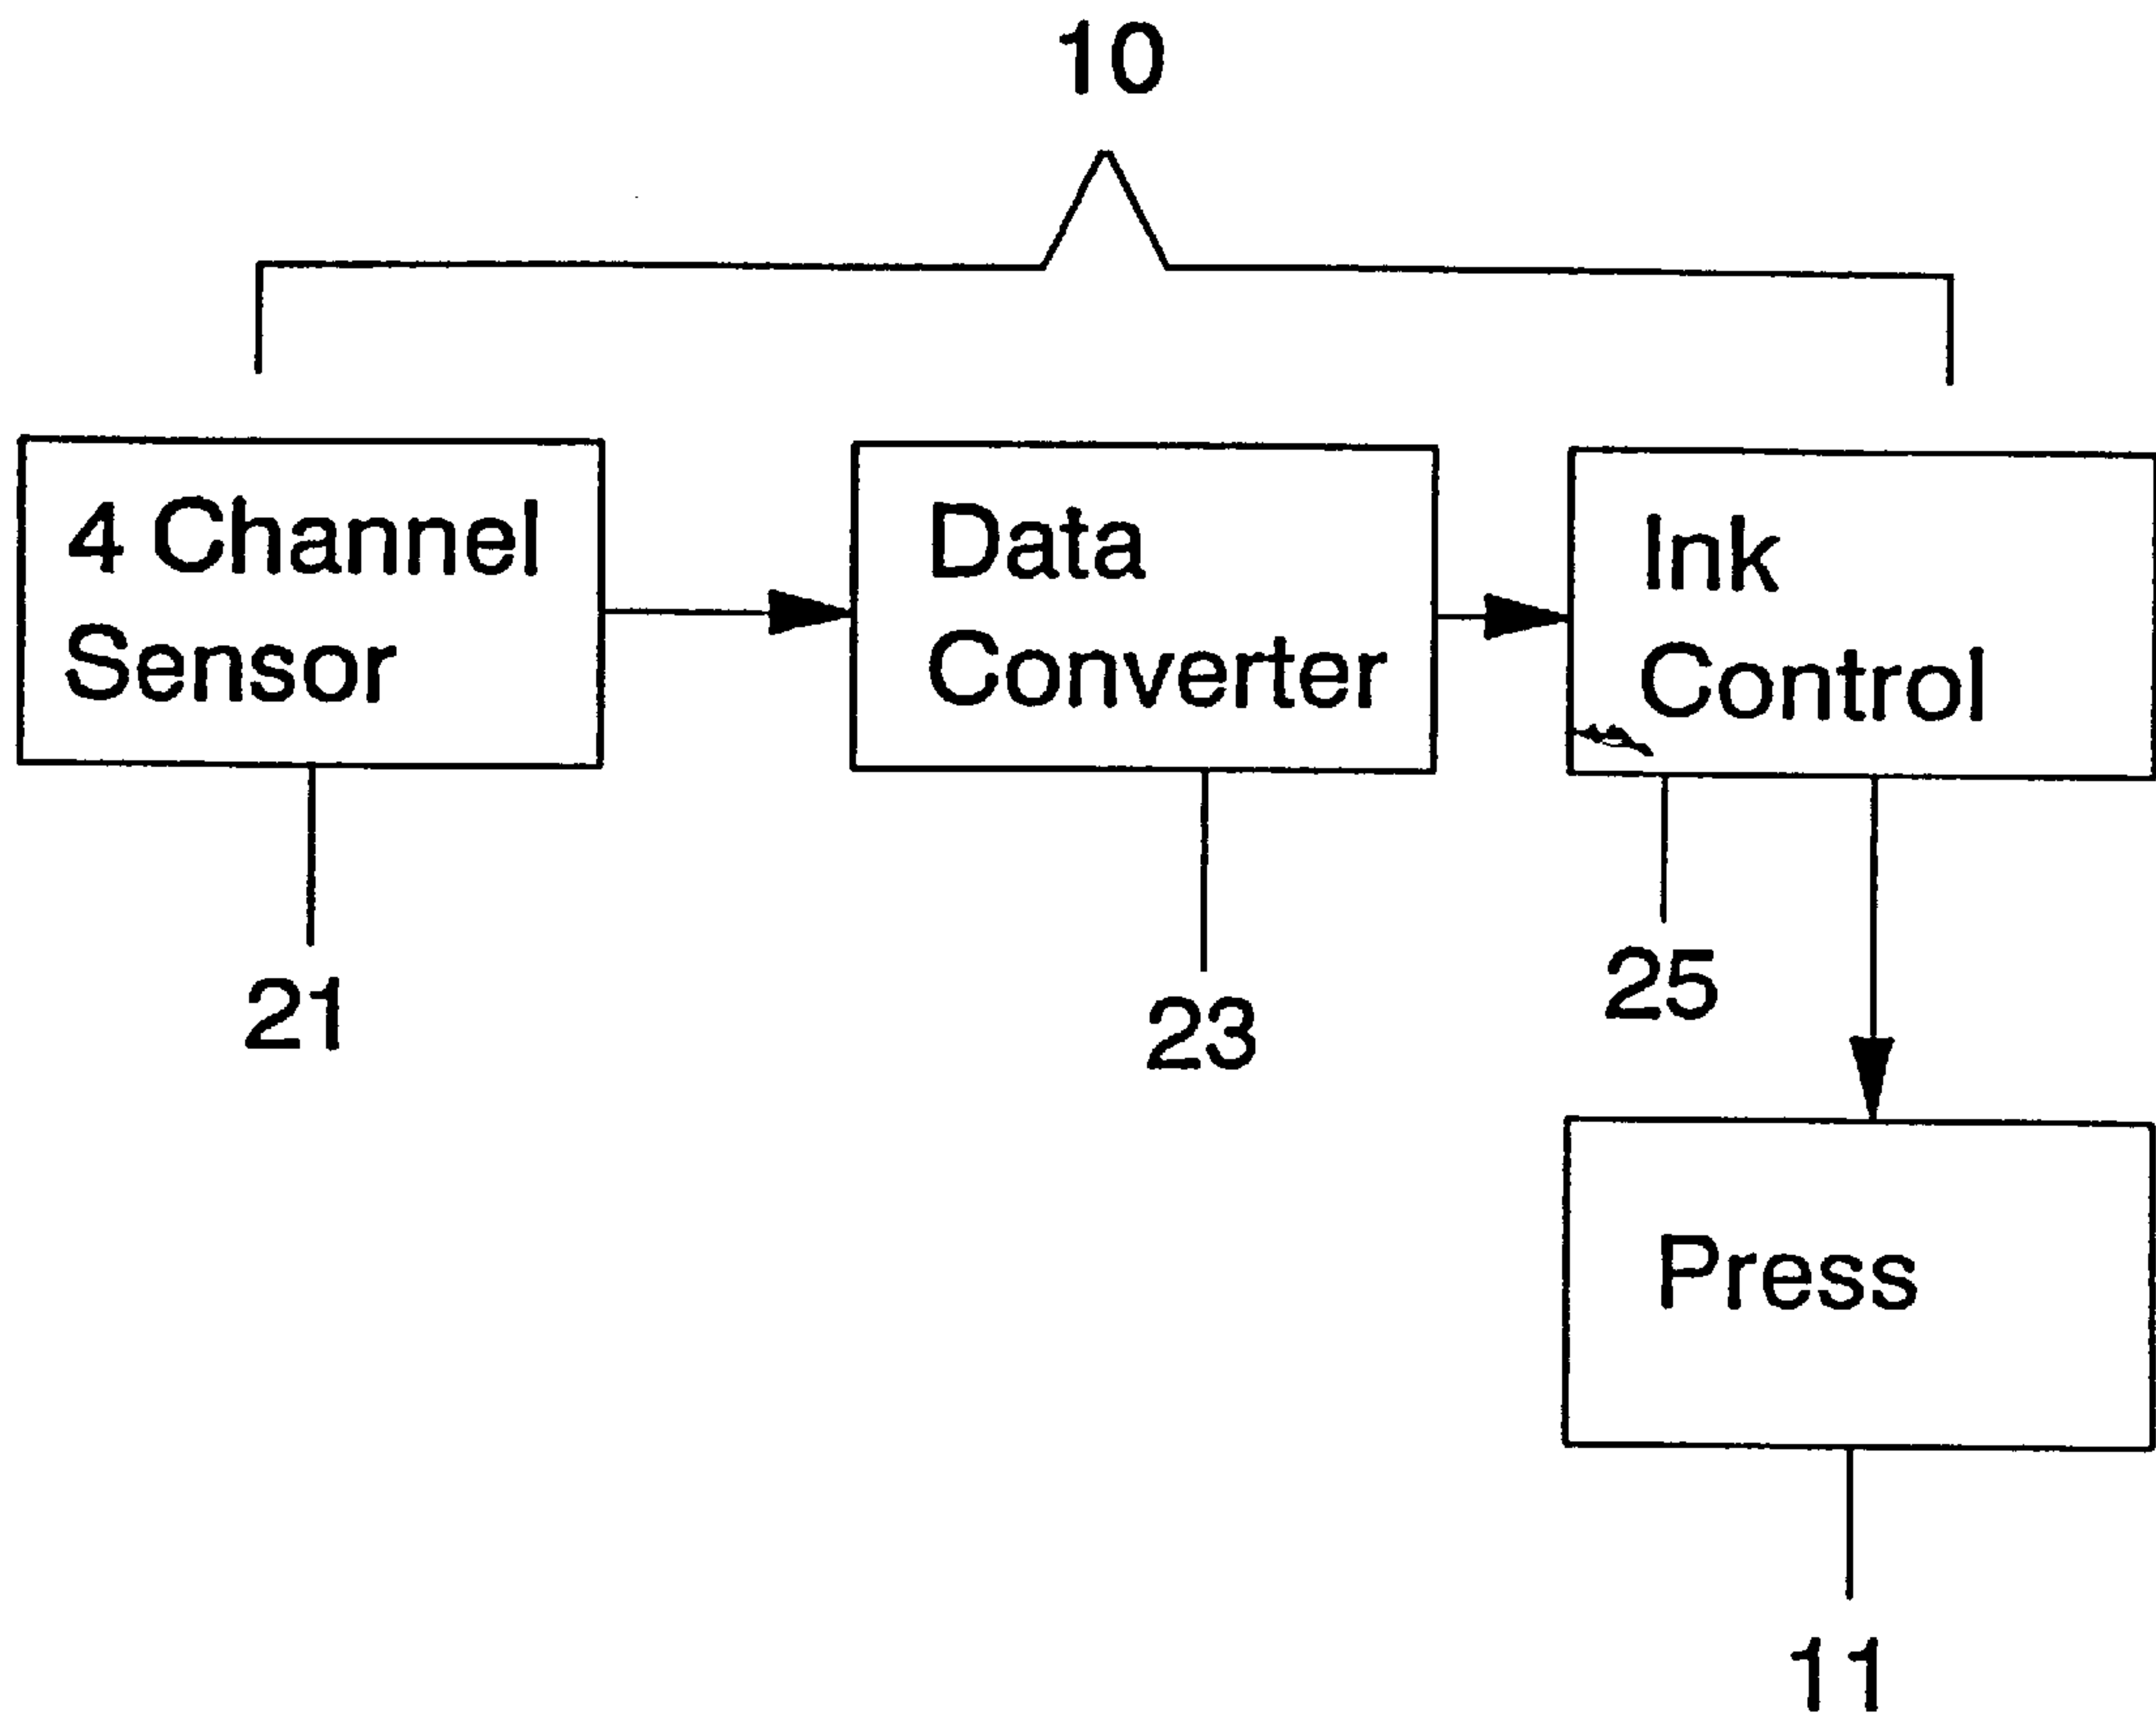 10
4 Channel
Sensor
Data
Converter
Ink
Control
21
23
25
Press
11